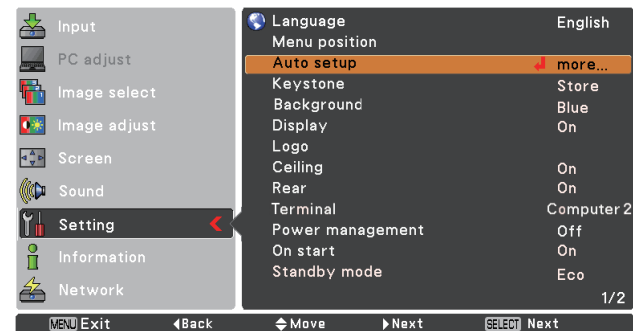 Input
PC adjust
Image select
Image adjust
Screen
Sound
Setting
Information
Network
Language English
Menu position
Auto setup more...
Keystone Store
Background Blue
Display On
Logo
Ceiling On
Rear On
Terminal Computer 2
Power management Off
On start On
Standby mode Eco
1/2
MENU Exit Back Move Next SELECT Next